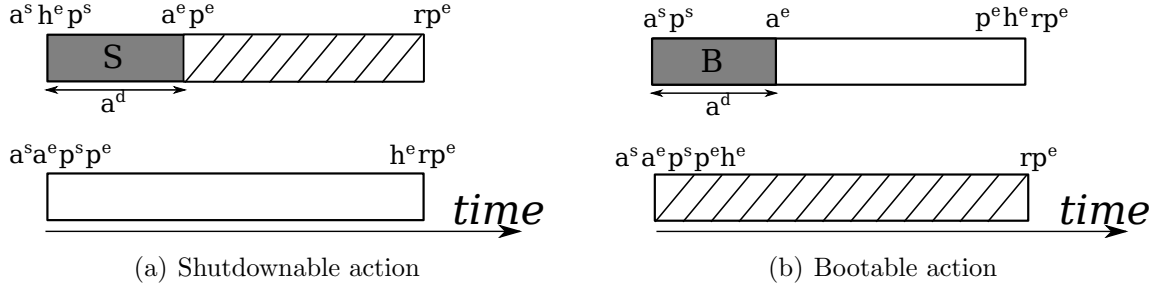 aˢ hᵉ pˢ aᵉ pᵉ rpᵉ
S
aᵈ
aˢ aᵉ pˢ pᵉ hᵉ rpᵉ
time
(a) Shutdownable action
aˢ pˢ aᵉ pᵉ hᵉ rpᵉ
B
aᵈ
aˢ aᵉ pˢ pᵉ hᵉ rpᵉ
time
(b) Bootable action